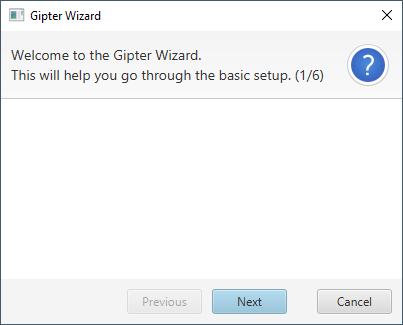 Gipter Wizard
Welcome to the Gipter Wizard.
This will help you go through the basic setup. (1/6)
?
Previous
Next
Cancel